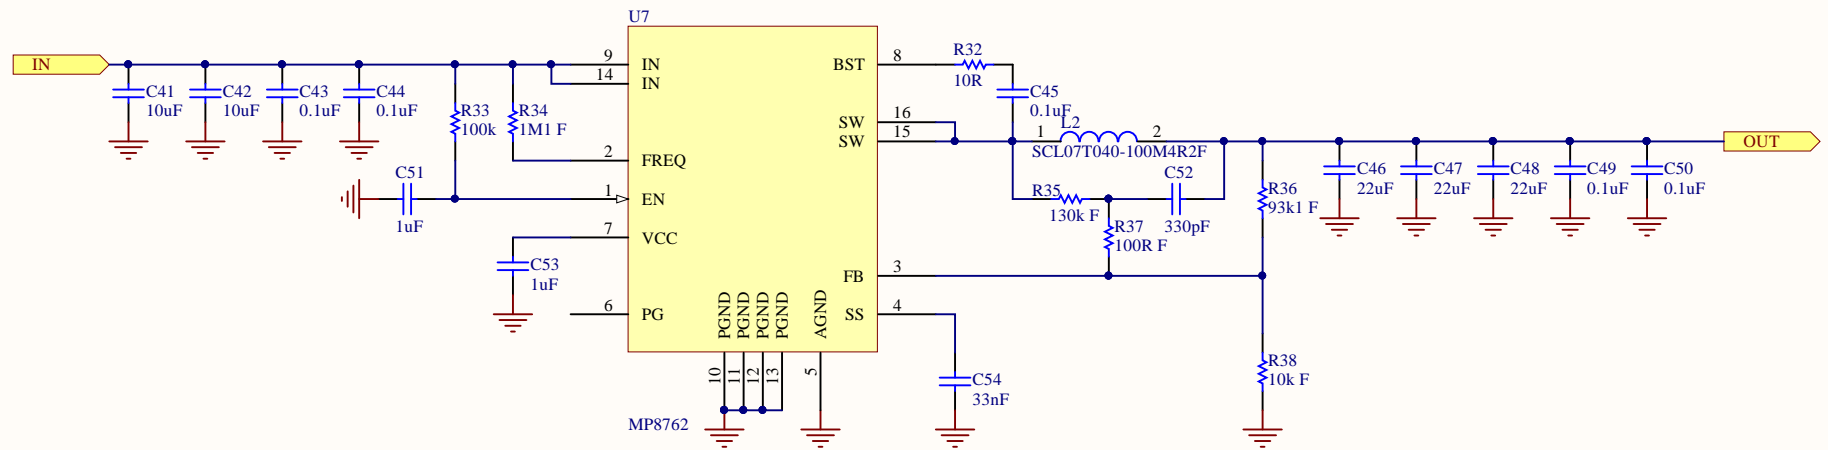 U7
IN
C41
10uF
C42
10uF
C43
0.1uF
C44
0.1uF
R33
100k
R34
1M1 F
9
14
2
1
7
6
IN
IN
FREQ
EN
VCC
PG
C51
1uF
C53
1uF
BST
SW
SW
FB
SS
8
16
15
3
4
PGND
PGND
PGND
PGND
AGND
10
11
12
13
5
MP8762
R32
10R
C45
0.1uF
L2
1
2
SCL07T040-100M4R2F
R35
130k F
C52
330pF
R37
100R F
R36
93k1 F
C54
33nF
R38
10k F
C46
22uF
C47
22uF
C48
22uF
C49
0.1uF
C50
0.1uF
OUT